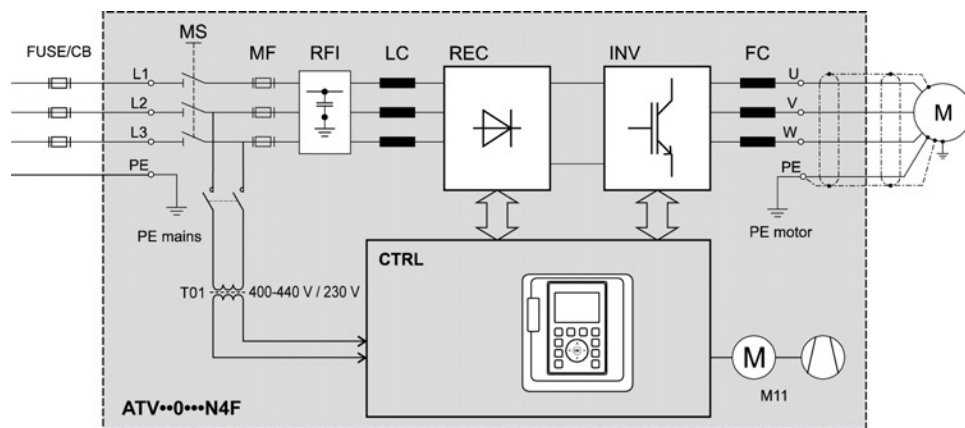 FUSE/CB
MS
MF
RFI
LC
REC
INV
FC
L1
L2
L3
PE
U
V
W
PE
M
PE mains
PE motor
CTRL
T01
400-440 V / 230 V
M
M11
ATV••0•••N4F